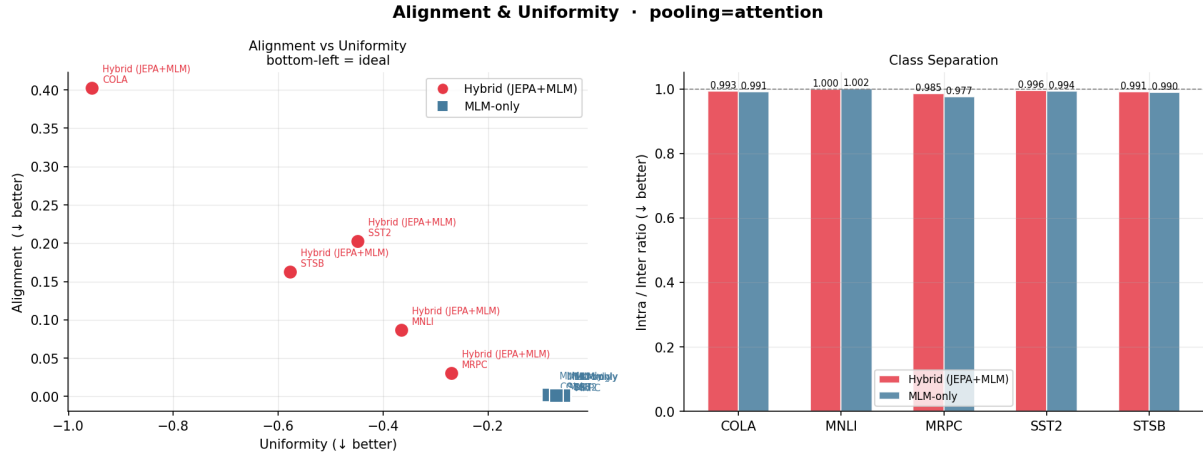 Alignment & Uniformity · pooling=attention
Alignment vs Uniformity
bottom-left = ideal
Hybrid (JEPA+MLM)
COLA
Hybrid (JEPA+MLM)
MLM-only
Hybrid (JEPA+MLM)
SST2
Hybrid (JEPA+MLM)
STSB
Hybrid (JEPA+MLM)
MNLI
Hybrid (JEPA+MLM)
MRPC
0.40
0.35
0.30
0.25
0.20
0.15
0.10
0.05
0.00
Alignment (↓ better)
−1.0 −0.8 −0.6 −0.4 −0.2
Uniformity (↓ better)
Class Separation
0.993 0.991 1.000 1.002 0.985 0.977 0.996 0.994 0.991 0.990
1.0
0.8
0.6
0.4
0.2
0.0
Intra / Inter ratio (↓ better)
Hybrid (JEPA+MLM)
MLM-only
COLA MNLI MRPC SST2 STSB